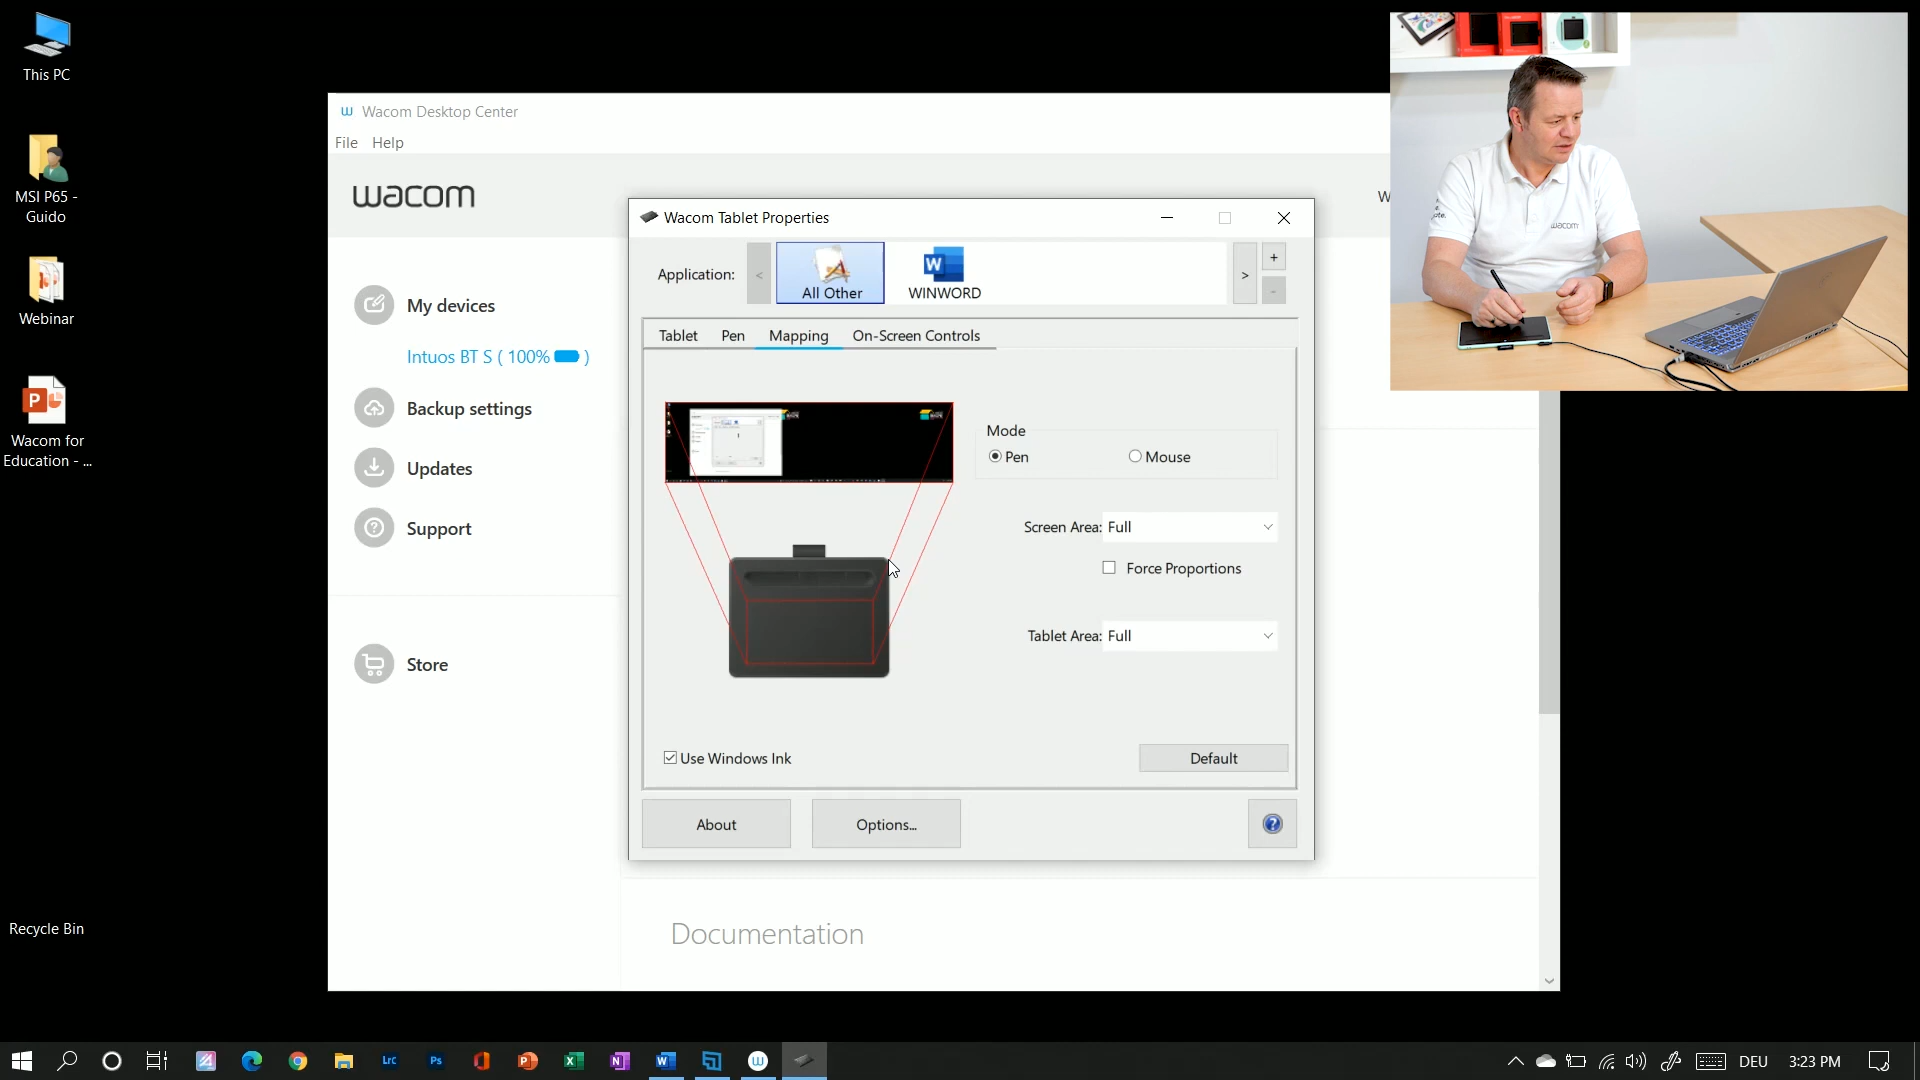 This PC
MSI P65 -
Guido
Webinar
Wacom for
Education - ...
Recycle Bin
Wacom Desktop Center
File Help
wacom
W
My devices
Intuos BT S ( 100% )
Backup settings
Updates
Support
Store
Documentation
Wacom Tablet Properties
Application:
<
All Other
WINWORD
>
+
-
Tablet Pen Mapping On-Screen Controls
Mode
Pen
Mouse
Screen Area: Full
Force Proportions
Tablet Area: Full
Use Windows Ink
Default
About
Options...
?
wacom
Lrc
Ps
DEU
3:23 PM